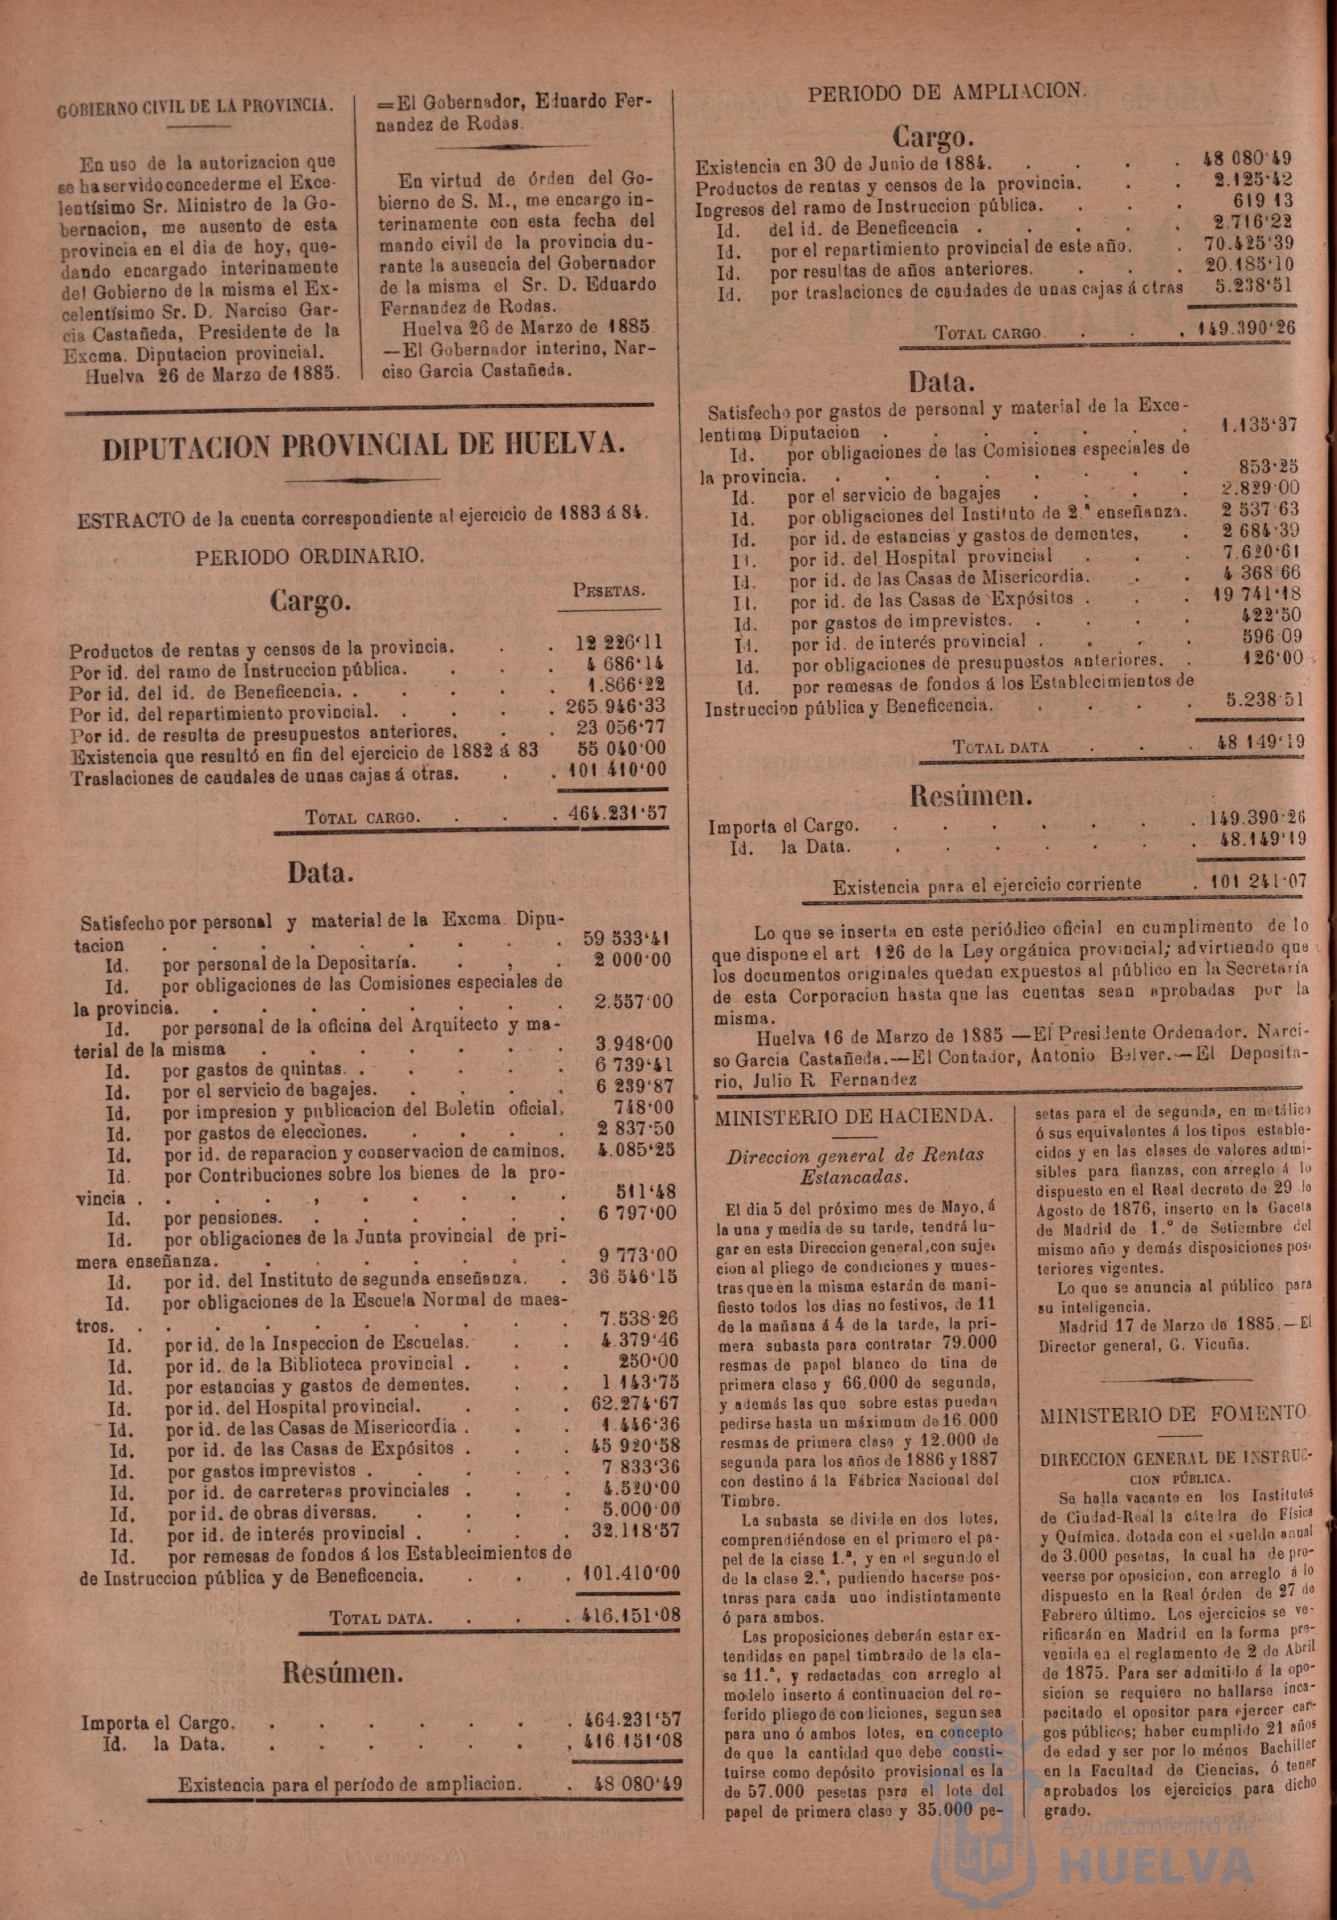 GOBIERNO CIVIL DE LA PROVINCIA.
En uso de la autorizacion que
se ha servido concederme el Exce-
lentísimo Sr. Ministro de la Go-
bernacion, me ausento de esta
provincia en el dia de hoy, que-
dando encargado interinamente
del Gobierno de la misma el Ex-
celentísimo Sr. D. Narciso Gar-
cia Castañeda, Presidente de la
Excma. Diputacion provincial.
Huelva 26 de Marzo de 1885.
=El Gobernador, Eduardo Fer-
nandez de Rodas.
En virtud de órden del Go-
bierno de S. M., me encargo in-
terinamente con esta fecha del
mando civil de la provincia du-
rante la ausencia del Gobernador
de la misma el Sr. D. Eduardo
Fernandez de Rodas.
Huelva 26 de Marzo de 1885.
—El Gobernador interino, Nar-
ciso Garcia Castañeda.
DIPUTACION PROVINCIAL DE HUELVA.
ESTRACTO de la cuenta correspondiente al ejercicio de 1883 á 84.
PERIODO ORDINARIO.
Cargo. PESETAS.
Productos de rentas y censos de la provincia. . . 12 226‘11
Por id. del ramo de Instruccion pública. . . . 4 686‘14
Por id. del id. de Beneficencia. . . . . . 1.866‘22
Por id. del repartimiento provincial. . . . . 265 946‘33
Por id. de resulta de presupuestos anteriores. . . 23 056‘77
Existencia que resultó en fin del ejercicio de 1882 á 83 55 040‘00
Traslaciones de caudales de unas cajas á otras. . . 101 410‘00
TOTAL CARGO. . . . 464.231‘57
Data.
Satisfecho por personal y material de la Excma. Dipu-
tacion . . . . . . . . . 59 533‘41
Id. por personal de la Depositaría. . , . 2 000‘00
Id. por obligaciones de las Comisiones especiales de
la provincia. . . . . . . . . 2.557‘00
Id. por personal de la oficina del Arquitecto y ma-
terial de la misma . . . . . . . 3.948‘00
Id. por gastos de quintas. . . . . . 6 739‘41
Id. por el servicio de bagajes. . . . . 6 239‘87
Id. por impresion y publicacion del Boletin oficial, 748‘00
Id. por gastos de elecciones. . . . . 2 837·50
Id. por id. de reparacion y conservacion de caminos. 4.085‘25
Id. por Contribuciones sobre los bienes de la pro-
vincia . . . . , . . . . . 511‘48
Id. por pensiones. . . . . . . 6 797‘00
Id. por obligaciones de la Junta provincial de pri-
mera enseñanza. . . . . . . . 9 773‘00
Id. por id. del Instituto de segunda enseñanza. . 36.546‘15
Id. por obligaciones de la Escuela Normal de maes-
tros. . . . . . . . . . 7.538·26
Id. por id. de la Inspeccion de Escuelas. . . 4.379‘46
Id. por id. de la Biblioteca provincial . . . 250‘00
Id. por estancias y gastos de dementes. . . 1 143‘75
Id. por id. del Hospital provincial. . . . 62.274‘67
Id. por id. de las Casas de Misericordia . . . 1.446‘36
Id. por id. de las Casas de Expósitos . . . 45 920‘58
Id. por gastos imprevistos . . . . . 7 833‘36
Id. por id. de carreteras provinciales . . . 4.520‘00
Id. por id. de obras diversas. . . . . 5.000·00
Id. por id. de interés provincial . . . . 32.118‘57
Id. por remesas de fondos á los Establecimientos de
de Instruccion pública y de Beneficencia. . . . 101.410‘00
TOTAL DATA. . . . 416.151‘08
Resúmen.
Importa el Cargo. . . . . . . . 464.231‘57
Id. la Data. . . . . . . . 416.151‘08
Existencia para el período de ampliacion. . . 48 080‘49
PERIODO DE AMPLIACION.
Cargo.
Existencia en 30 de Junio de 1884. . . . . 48 080‘49
Productos de rentas y censos de la provincia. . . 2.125‘42
Ingresos del ramo de Instruccion pública. . . . 619 13
Id. del id. de Beneficencia . . . . . 2.716‘22
Id. por el repartimiento provincial de este año. . 70.425‘39
Id. por resultas de años anteriores. . . . 20.185‘10
Id. por traslaciones de caudades de unas cajas á otras 5.238‘51
TOTAL CARGO . . . 149.390‘26
Data.
Satisfecho por gastos de personal y material de la Exce-
lentima Diputacion . . . . . . . 1.135‘37
Id. por obligaciones de las Comisiones especiales de
la provincia. . . . . . . . . 853·25
Id. por el servicio de bagajes . . . . 2.829·00
Id. por obligaciones del Instituto de 2.ª enseñanza. 2 537‘63
Id. por id. de estancias y gastos de dementes, . 2 684·39
Id. por id. del Hospital provincial . . . 7.620‘61
Id. por id. de las Casas de Misericordia. . . 4 368‘66
Id. por id. de las Casas de Expósitos . . . 19 741‘18
Id. por gastos de imprevistos. . . . . 422‘50
Id. por id. de interés provincial . . . . 596 09
Id. por obligaciones de presupuestos anteriores. . 126‘00
Id. por remesas de fondos á los Establecimientos de
Instruccion pública y Beneficencia. . . . . 5.238·51
TOTAL DATA . . . 48 149‘19
Resúmen.
Importa el Cargo. . . . . . . . 149.390·26
Id. la Data. . . . . . . . 48.149‘19
Existencia para el ejercicio corriente . 101 241·07
Lo que se inserta en este periódico oficial en cumplimento de lo
que dispone el art 126 de la Ley orgánica provincial; advirtiendo que
los documentos originales quedan expuestos al público en la Secretaría
de esta Corporacion hasta que las cuentas sean aprobadas por la
misma.
Huelva 16 de Marzo de 1885 —El Presidente Ordenador. Narci-
so Garcia Castañeda.—El Contador, Antonio Belver.—El Deposita-
rio, Julio R Fernandez
MINISTERIO DE HACIENDA.
Direccion general de Rentas
Estancadas.
El dia 5 del próximo mes de Mayo, á
la una y media de su tarde, tendrá lu-
gar en esta Direccion general, con suje-
cion al pliego de condiciones y mues-
tras que en la misma estarán de mani-
fiesto todos los dias no festivos, de 11
de la mañana á 4 de la tarde, la pri-
mera subasta para contratar 79.000
resmas de papel blanco de tina de
primera clase y 66.000 de segunda,
y además las que sobre estas puedan
pedirse hasta un máximum de 16.000
resmas de primera clase y 12.000 de
segunda para los años de 1886 y 1887
con destino á la Fábrica Nacional del
Timbre.
La subasta se divide en dos lotes,
comprendiéndose en el primero el pa-
pel de la clase 1.ª, y en el segundo el
de la clase 2.ª, pudiendo hacerse pos-
turas para cada uno indistintamente
ó para ambos.
Las proposiciones deberán estar ex-
tendidas en papel timbrado de la cla-
se 11.ª, y redactadas con arreglo al
modelo inserto á continuacion del re-
ferido pliego de condiciones, segun sea
para uno ó ambos lotes, en concepto
de que la cantidad que debe consti-
tuirse como depósito provisional es la
de 57.000 pesetas para el lote del
papel de primera clase y 35.000 pe-
setas para el de segunda, en metálico
ó sus equivalentes á los tipos estable-
cidos y en las clases de valores admi-
sibles para fianzas, con arreglo á lo
dispuesto en el Real decreto de 29 de
Agosto de 1876, inserto en la Gaceta
de Madrid de 1.º de Setiembre del
mismo año y demás disposiciones pos-
teriores vigentes.
Lo que se anuncia al público para
su inteligencia.
Madrid 17 de Marzo de 1885.—El
Director general, G. Vicuña.
MINISTERIO DE FOMENTO.
DIRECCION GENERAL DE INSTRUC-
CION PÚBLICA.
Se halla vacante en los Institutos
de Ciudad-Real la cátedra de Física
y Química. dotada con el sueldo anual
de 3.000 pesetas, la cual ha de pro-
veerse por oposicion, con arreglo á lo
dispuesto en la Real órden de 27 de
Febrero último. Los ejercicios se ve-
rificarán en Madrid en la forma pre-
venida en el reglamento de 2 de Abril
de 1875. Para ser admitido á la opo-
sicion se requiere no hallarse inca-
pacitado el opositor para ejercer car-
gos públicos; haber cumplido 21 años
de edad y ser por lo ménos Bachiller
en la Facultad de Ciencias, ó tener
aprobados los ejercicios para dicho
grado.
Ayuntamiento de
HUELVA